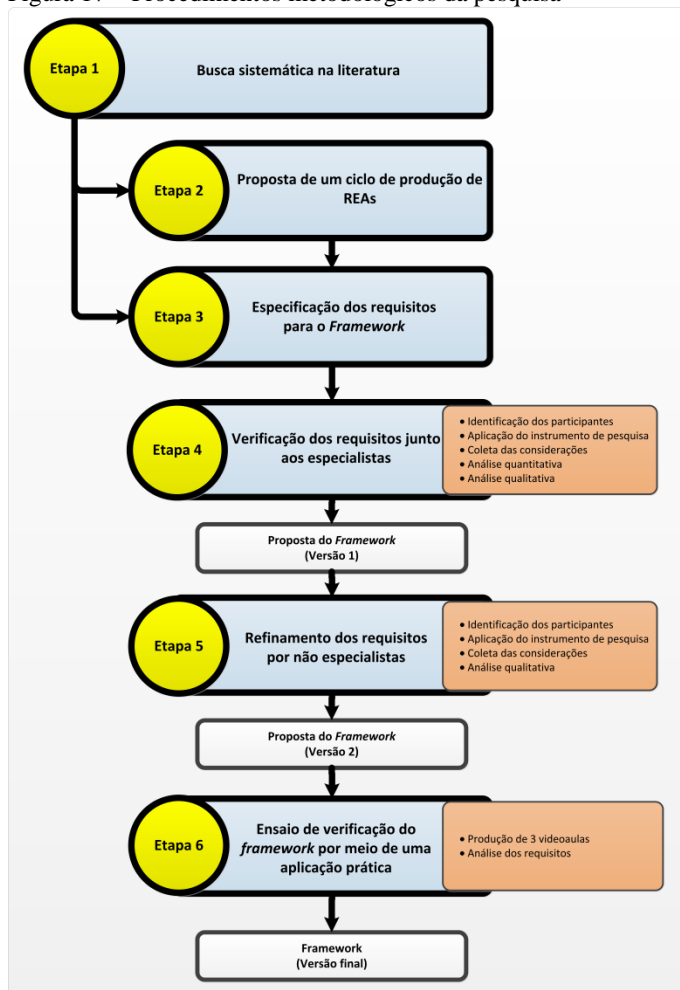 Figura 17 – Procedimentos metodológicos da pesquisa
Etapa 1
Busca sistemática na literatura
Etapa 2
Proposta de um ciclo de produção de
REAs
Etapa 3
Especificação dos requisitos
para o Framework
Etapa 4
Verificação dos requisitos junto
aos especialistas
• Identificação dos participantes
• Aplicação do instrumento de pesquisa
• Coleta das considerações
• Análise quantitativa
• Análise qualitativa
Proposta do Framework
(Versão 1)
Etapa 5
Refinamento dos requisitos
por não especialistas
• Identificação dos participantes
• Aplicação do instrumento de pesquisa
• Coleta das considerações
• Análise qualitativa
Proposta do Framework
(Versão 2)
Etapa 6
Ensaio de verificação do
framework por meio de uma
aplicação prática
• Produção de 3 videoaulas
• Análise dos requisitos
Framework
(Versão final)